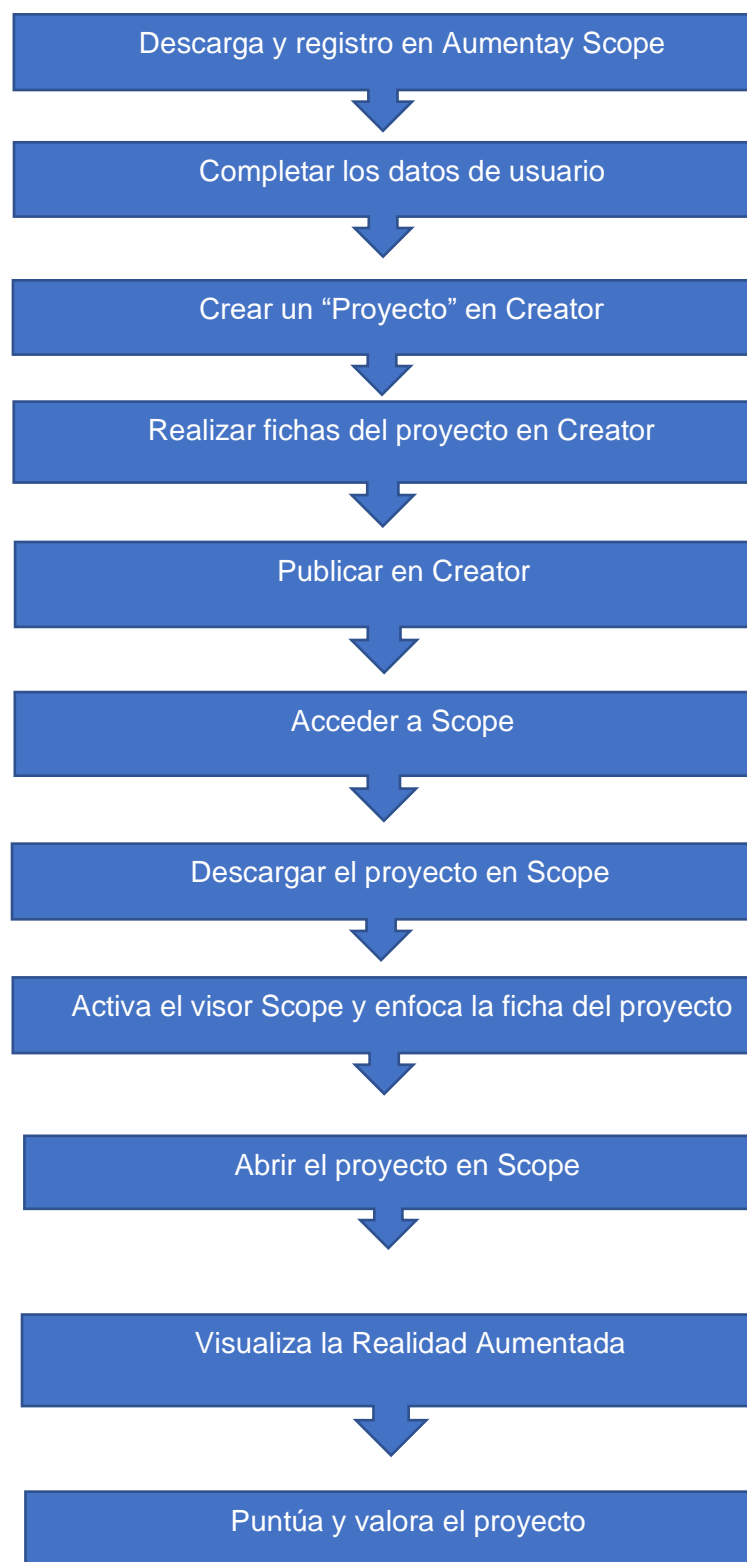 Descarga y registro en Aumentay Scope
Completar los datos de usuario
Crear un “Proyecto” en Creator
Realizar fichas del proyecto en Creator
Publicar en Creator
Acceder a Scope
Descargar el proyecto en Scope
Activa el visor Scope y enfoca la ficha del proyecto
Abrir el proyecto en Scope
Visualiza la Realidad Aumentada
Puntúa y valora el proyecto